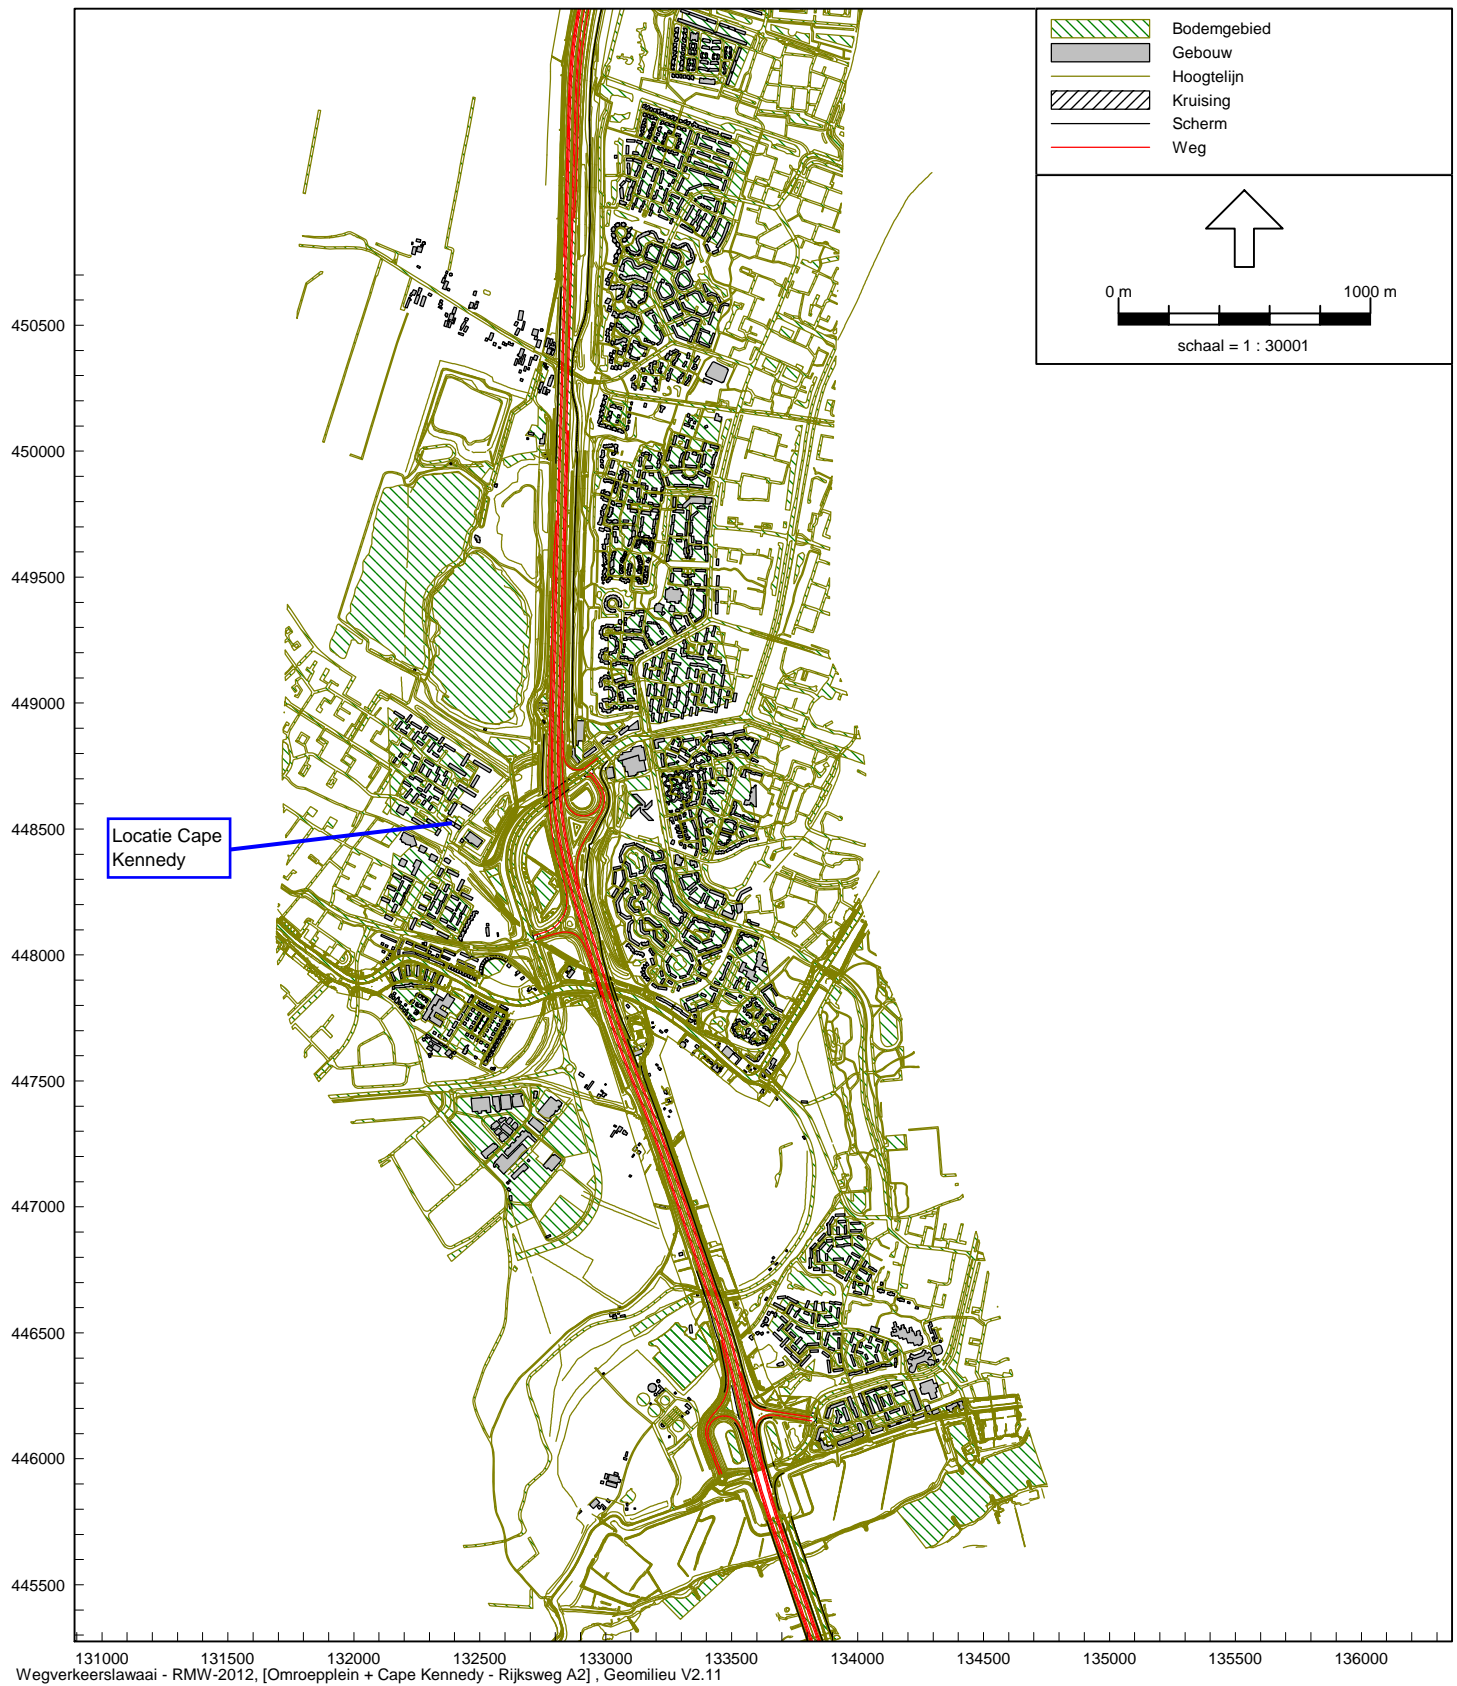 Bodemgebied
Gebouw
Hoogtelijn
Kruising
Scherm
Weg
0 m
1000 m
schaal = 1 : 30001
450500
450000
449500
449000
448500
448000
447500
447000
446500
446000
445500
Locatie Cape
Kennedy
131000
131500
132000
132500
133000
133500
134000
134500
135000
135500
136000
Wegverkeerslawaai - RMW-2012, [Omroepplein + Cape Kennedy - Rijksweg A2] , Geomilieu V2.11